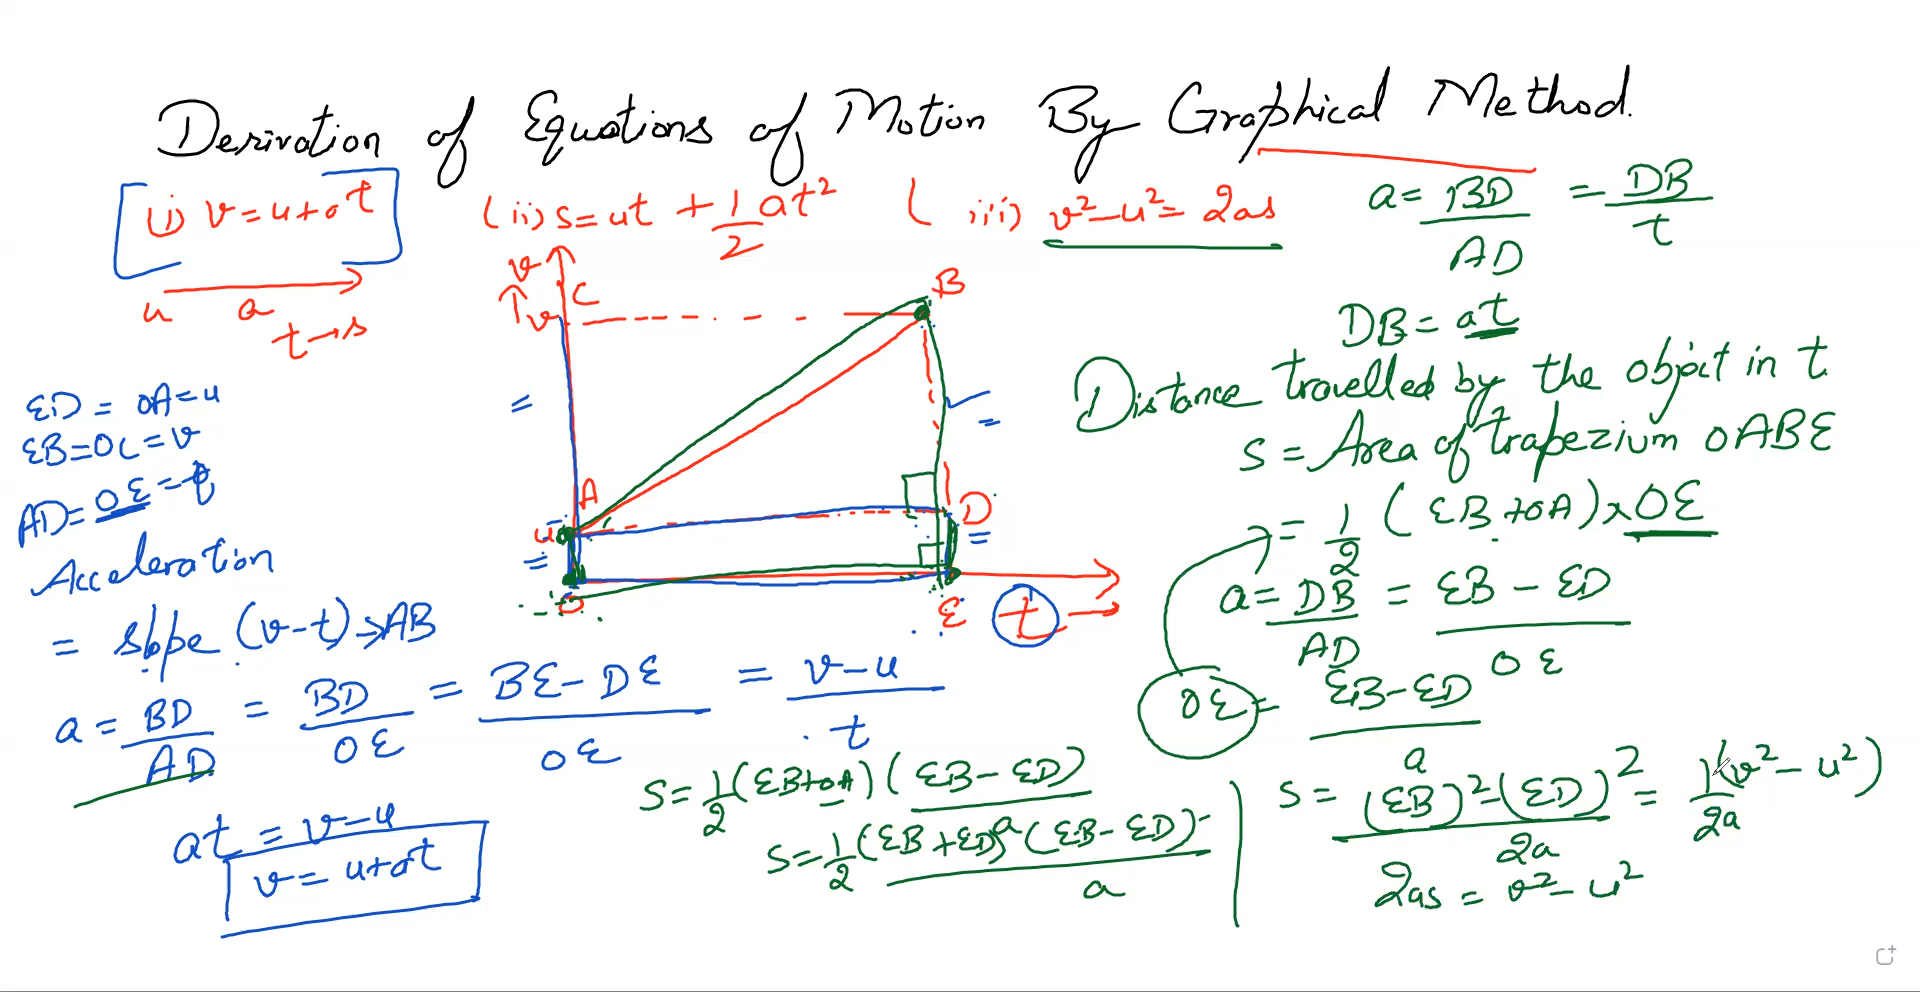 Derivation of Equations of Motion By Graphical Method.
(i) v = u + at
(ii) s = ut + 1/2 at²
(iii) v² - u² = 2as
u a
t → s
ED = OA = u
EB = OC = v
AD = OE = t
Acceleration
= slope (v - t) → AB
a = BD/AD = BD/OE = BE - DE/OE = v - u/t
at = v - u
v = u + at
v
C
v
B
A
u
D
O
E
t
a = BD/AD = DB/t
DB = at
Distance travelled by the object in t
s = Area of trapezium OABE
= 1/2 (EB + OA) × OE
a = DB/AD = EB - ED/OE
OE = EB - ED/a
S = 1/2 (EB + OA) (EB - ED)/a
S = 1/2 (EB + ED) (EB - ED)/a
S = (EB)² - (ED)²/2a = 1/2a (v² - u²)
2as = v² - u²